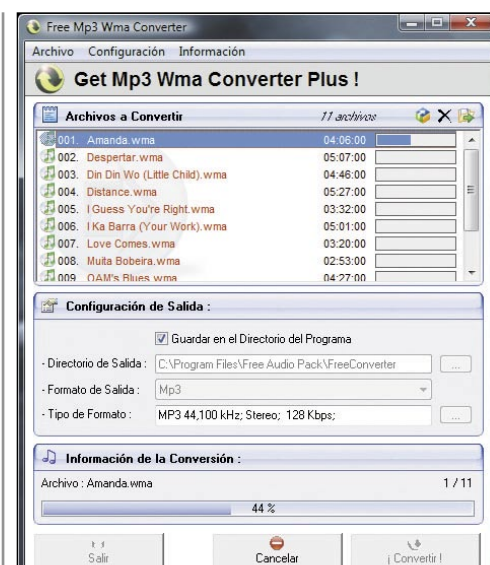 Free Mp3 Wma Converter
Archivo Configuración Información
Get Mp3 Wma Converter Plus !
Archivos a Convertir 11 archivos
001. Amanda.wma 04:06:00
002. Despertar.wma 05:07:00
003. Din Din Wo (Little Child).wma 04:46:00
004. Distance.wma 05:27:00
005. I Guess You're Right.wma 03:32:00
006. I Ka Barra (Your Work).wma 05:01:00
007. Love Comes.wma 03:20:00
008. Muita Bobeira.wma 02:53:00
009. OAM's Blues.wma 04:27:00
Configuración de Salida :
Guardar en el Directorio del Programa
- Directorio de Salida : C:\Program Files\Free Audio Pack\FreeConverter ...
- Formato de Salida : Mp3
- Tipo de Formato : MP3 44,100 kHz; Stereo; 128 Kbps; ...
Información de la Conversión :
Archivo : Amanda.wma 1 / 11
44 %
Salir Cancelar ¡ Convertir !